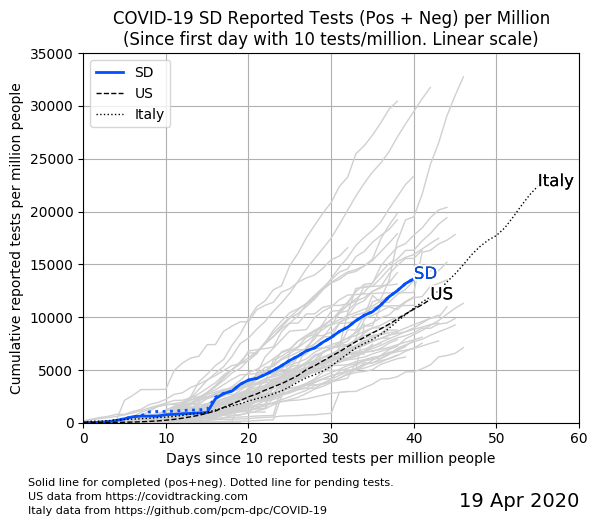 COVID-19 SD Reported Tests (Pos + Neg) per Million
(Since first day with 10 tests/million. Linear scale)
Cumulative reported tests per million people
35000
30000
25000
20000
15000
10000
5000
0
SD
US
Italy
Italy
SD
US
0 10 20 30 40 50 60
Days since 10 reported tests per million people
Solid line for completed (pos+neg). Dotted line for pending tests.
US data from https://covidtracking.com
Italy data from https://github.com/pcm-dpc/COVID-19
19 Apr 2020